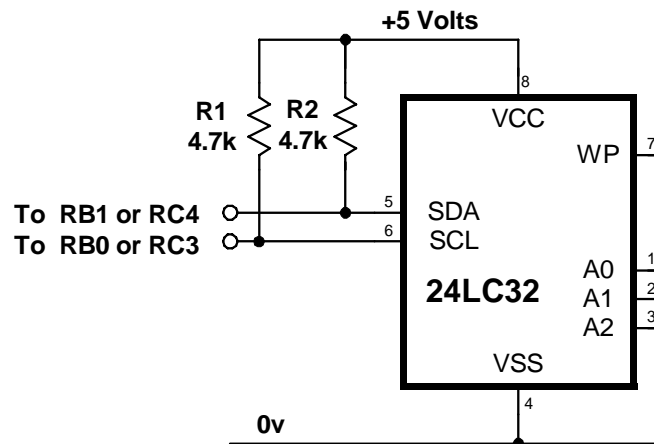 +5 Volts
8
R1 R2
4.7k 4.7k
VCC
WP 7
To RB1 or RC4 5 SDA
To RB0 or RC3 6 SCL
A0 1
24LC32
A1 2
A2 3
VSS
4
0v